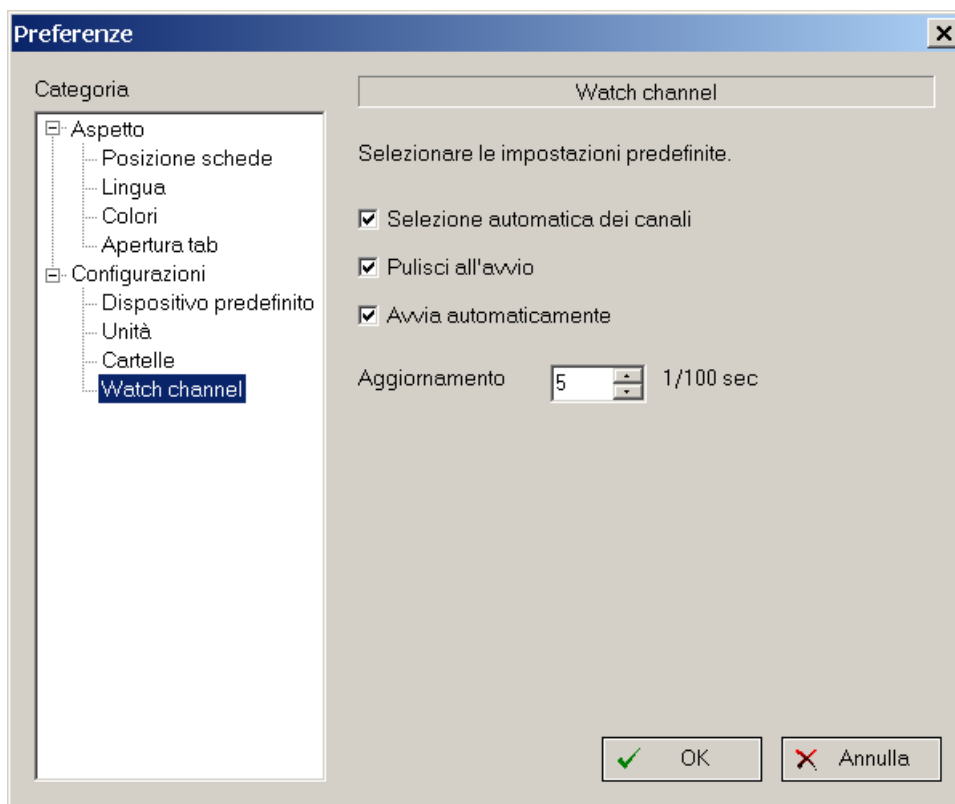 Preferenze
Categoria
Aspetto
Posizione schede
Lingua
Colori
Apertura tab
Configurazioni
Dispositivo predefinito
Unità
Cartelle
Watch channel
Watch channel
Selezionare le impostazioni predefinite.
Selezione automatica dei canali
Pulisci all'avvio
Avvia automaticamente
Aggiornamento 5 1/100 sec
OK Annulla